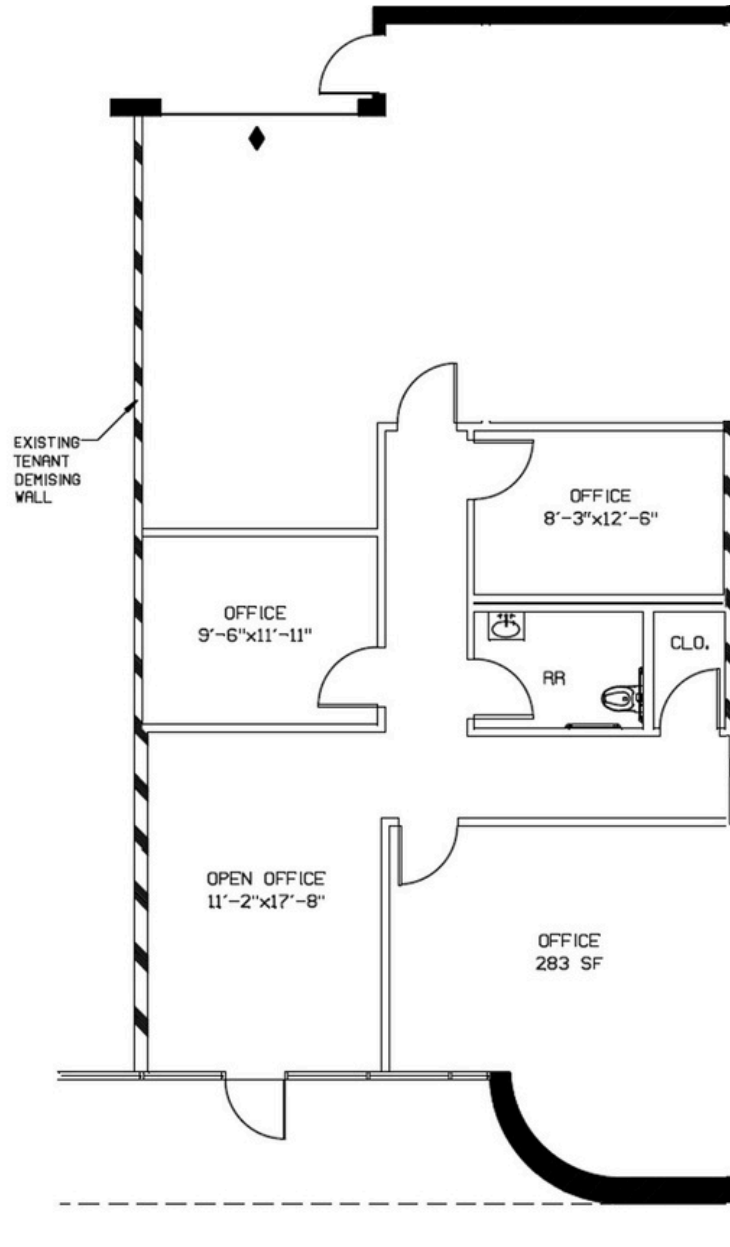 EXISTING
TENANT
DEMISING
WALL
OFFICE
8'-3"x12'-6"
OFFICE
9'-6"x11'-11"
RR
CLO.
OPEN OFFICE
11'-2"x17'-8"
OFFICE
283 SF